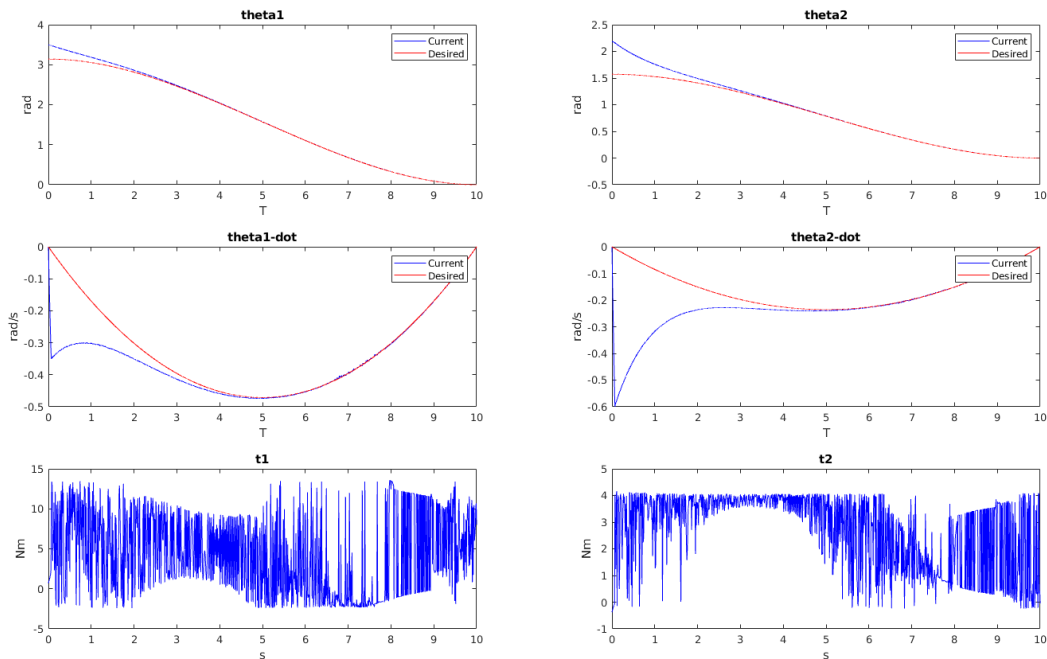 theta1
4
3
2
1
0
rad
0 1 2 3 4 5 6 7 8 9 10
T
Current
Desired
theta2
2.5
2
1.5
1
0.5
0
-0.5
rad
0 1 2 3 4 5 6 7 8 9 10
T
Current
Desired
theta1-dot
0
-0.1
-0.2
-0.3
-0.4
-0.5
rad/s
0 1 2 3 4 5 6 7 8 9 10
T
Current
Desired
theta2-dot
0
-0.1
-0.2
-0.3
-0.4
-0.5
-0.6
rad/s
0 1 2 3 4 5 6 7 8 9 10
T
Current
Desired
t1
15
10
5
0
-5
Nm
0 1 2 3 4 5 6 7 8 9 10
s
t2
5
4
3
2
1
0
-1
Nm
0 1 2 3 4 5 6 7 8 9 10
s